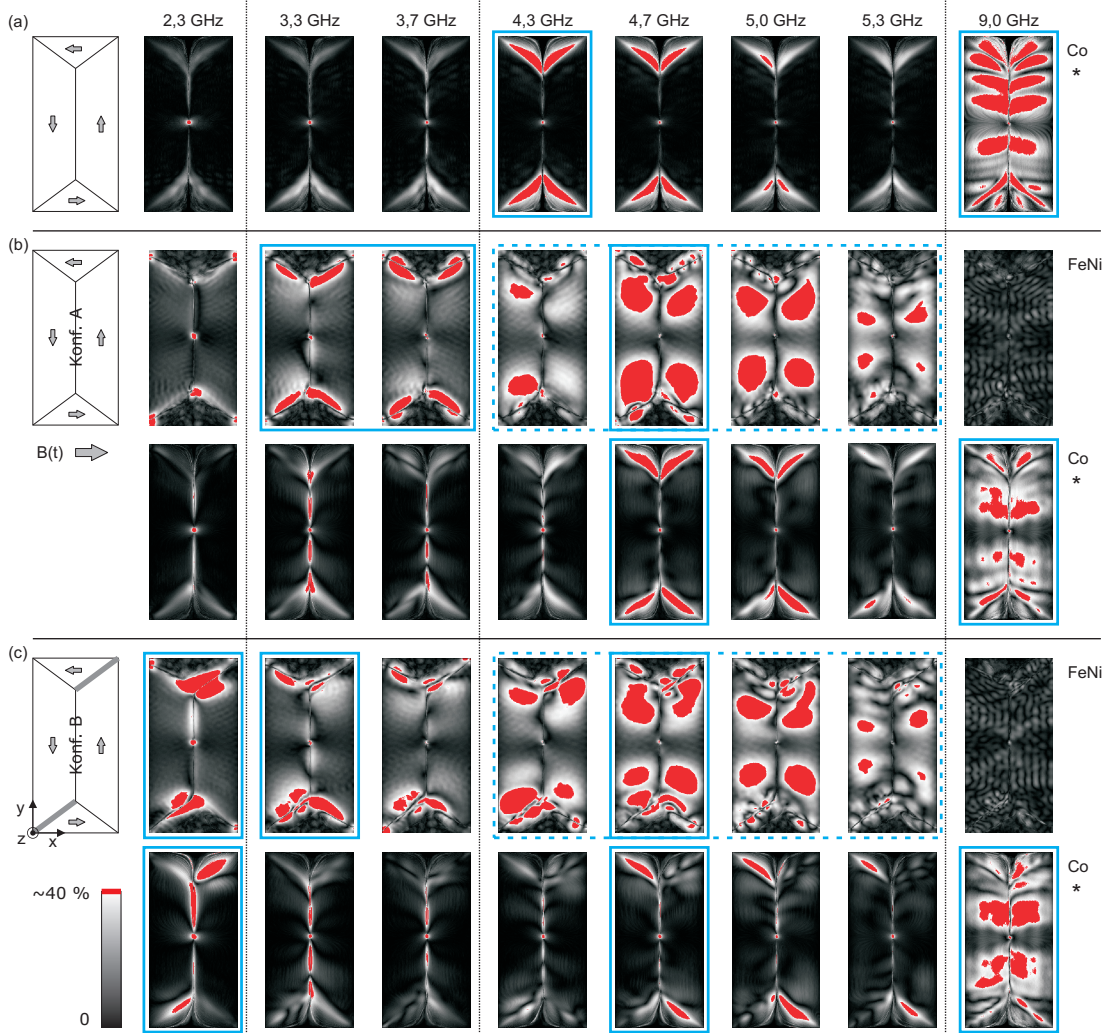 (a)
2,3 GHz 3,3 GHz 3,7 GHz 4,3 GHz 4,7 GHz 5,0 GHz 5,3 GHz 9,0 GHz
Co
*
(b)
FeNi
Konf. A
B(t)
Co
*
(c)
FeNi
Konf. B
y
z x
Co
~40 %
*
0